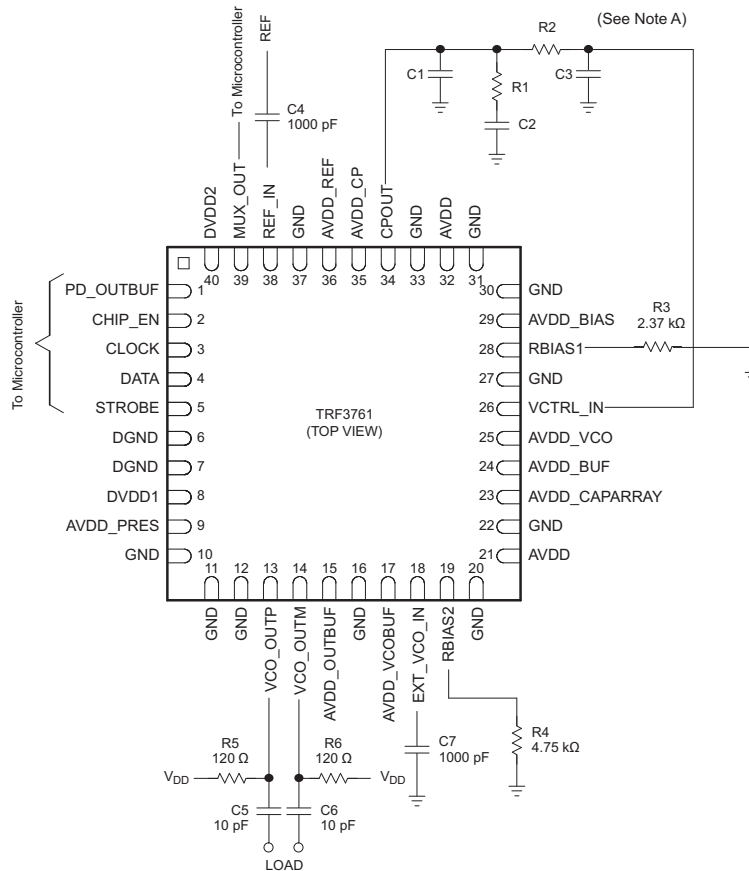 To Microcontroller
REF
(See Note A)
R2
C1
R1
C3
C2
C4
1000 pF
DVDD2
MUX_OUT
REF_IN
GND
AVDD_REF
AVDD_CP
CPOUT
GND
AVDD
GND
40 39 38 37 36 35 34 33 32 31
To Microcontroller
PD_OUTBUF 1
CHIP_EN 2
CLOCK 3
DATA 4
STROBE 5
DGND 6
DGND 7
DVDD1 8
AVDD_PRES 9
GND 10
TRF3761
(TOP VIEW)
30 GND
29 AVDD_BIAS
28 RBIAS1
27 GND
26 VCTRL_IN
25 AVDD_VCO
24 AVDD_BUF
23 AVDD_CAPARRAY
22 GND
21 AVDD
R3
2.37 kΩ
11 12 13 14 15 16 17 18 19 20
GND
GND
VCO_OUTP
VCO_OUTM
AVDD_OUTBUF
GND
AVDD_VCOBUF
EXT_VCO_IN
RBIAS2
GND
R5
120 Ω
R6
120 Ω
VDD
VDD
C5
10 pF
C6
10 pF
LOAD
C7
1000 pF
R4
4.75 kΩ